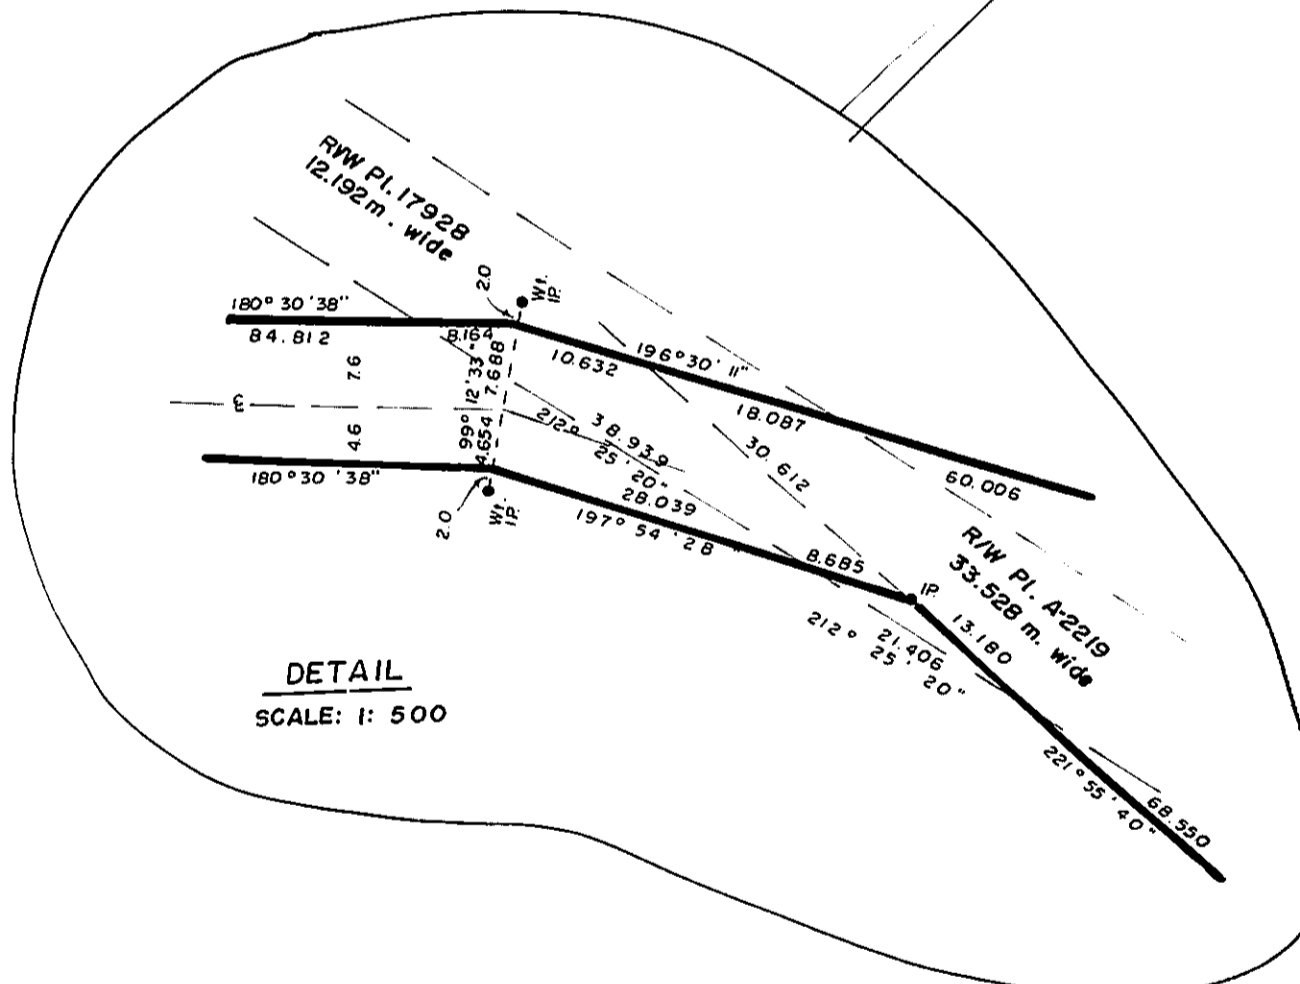 R/W Pl. 17928
12.192 m. wide
2.0
Wt.
IP.
180° 30' 38"
84.812
8.164
10.632
196° 30' 11"
7.6
99° 12' 33"
7.688
18.087
4.6
4.654
38.939
212°
25' 20"
30.612
60.006
180° 30' 38"
2.0
Wt.
IP.
28.039
197° 54' 28
8.685
IP.
R/W Pl. A-2219
33.528 m. wide
13.180
21.406
212° 25' 20"
221° 55' 40"
68.550
DETAIL
SCALE: 1: 500